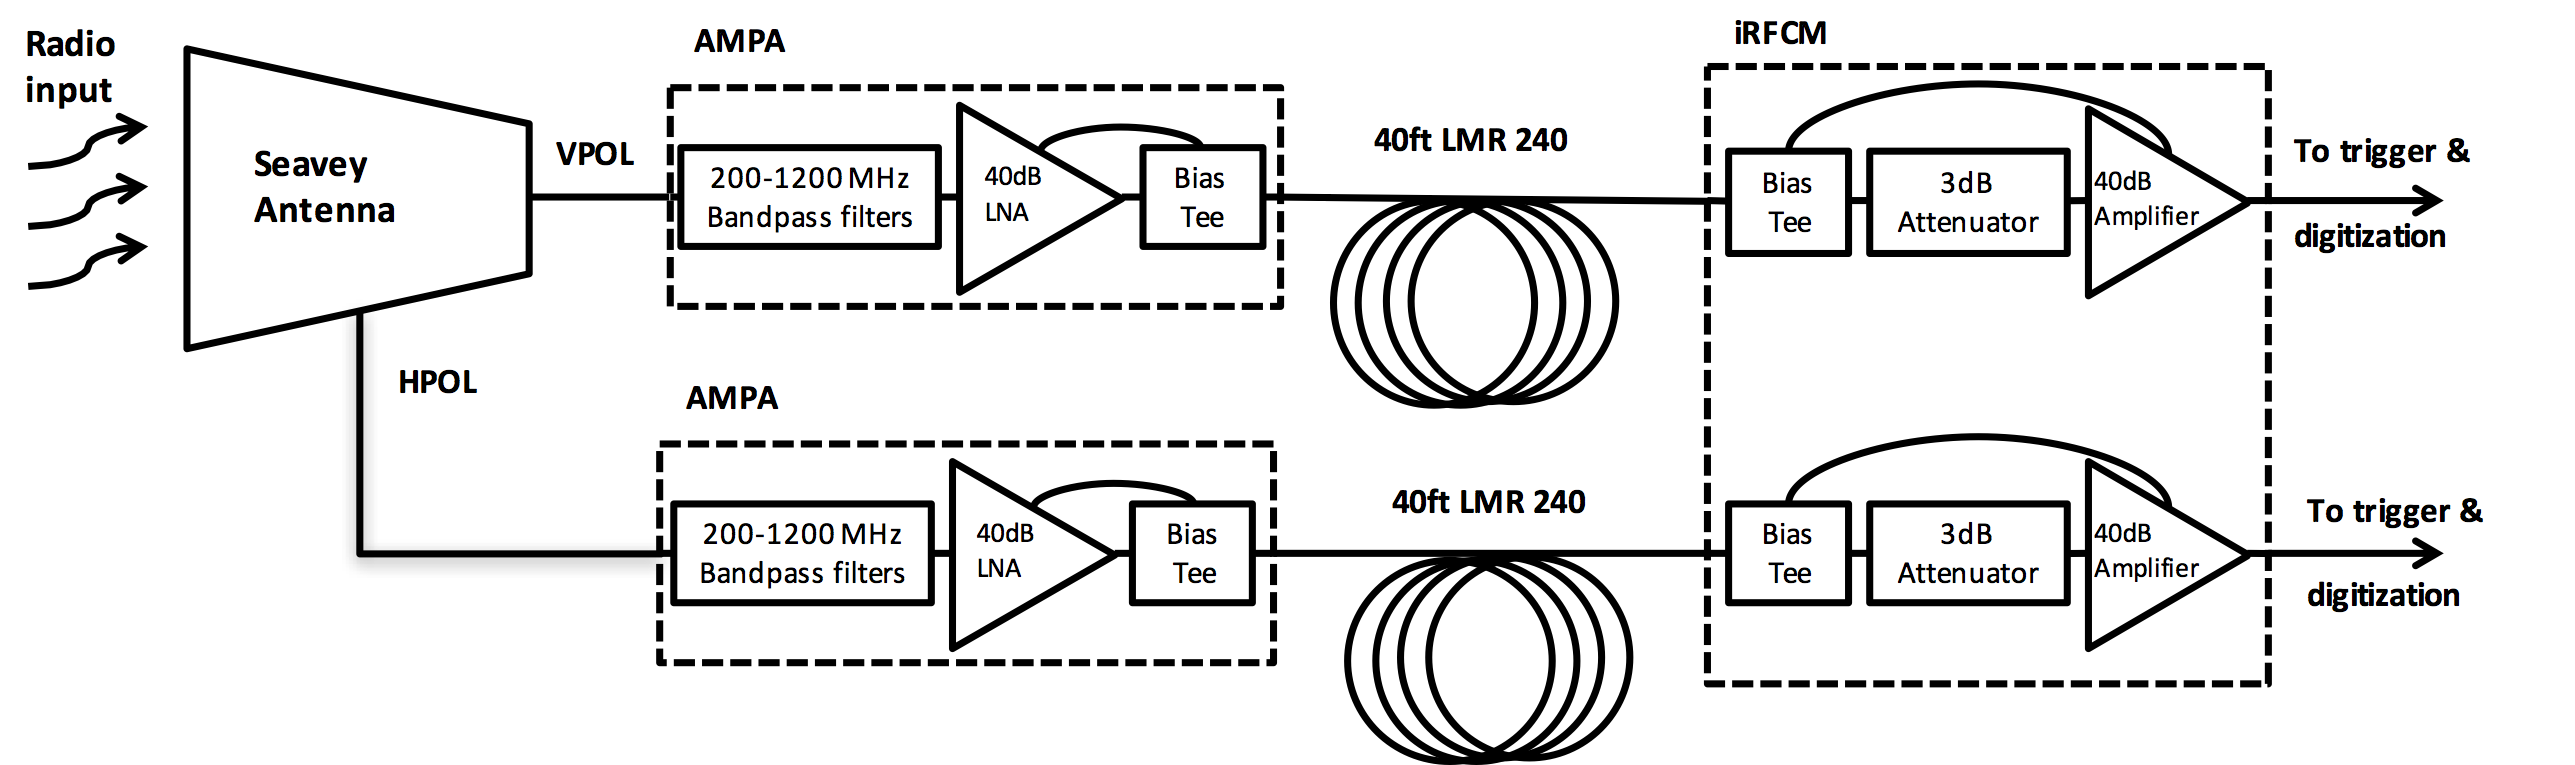 Radio
input
Seavey
Antenna
VPOL
HPOL
AMPA
200-1200 MHz
Bandpass filters
40dB
LNA
Bias
Tee
40ft LMR 240
iRFCM
Bias
Tee
3dB
Attenuator
40dB
Amplifier
To trigger &
digitization
AMPA
200-1200 MHz
Bandpass filters
40dB
LNA
Bias
Tee
40ft LMR 240
Bias
Tee
3dB
Attenuator
40dB
Amplifier
To trigger &
digitization